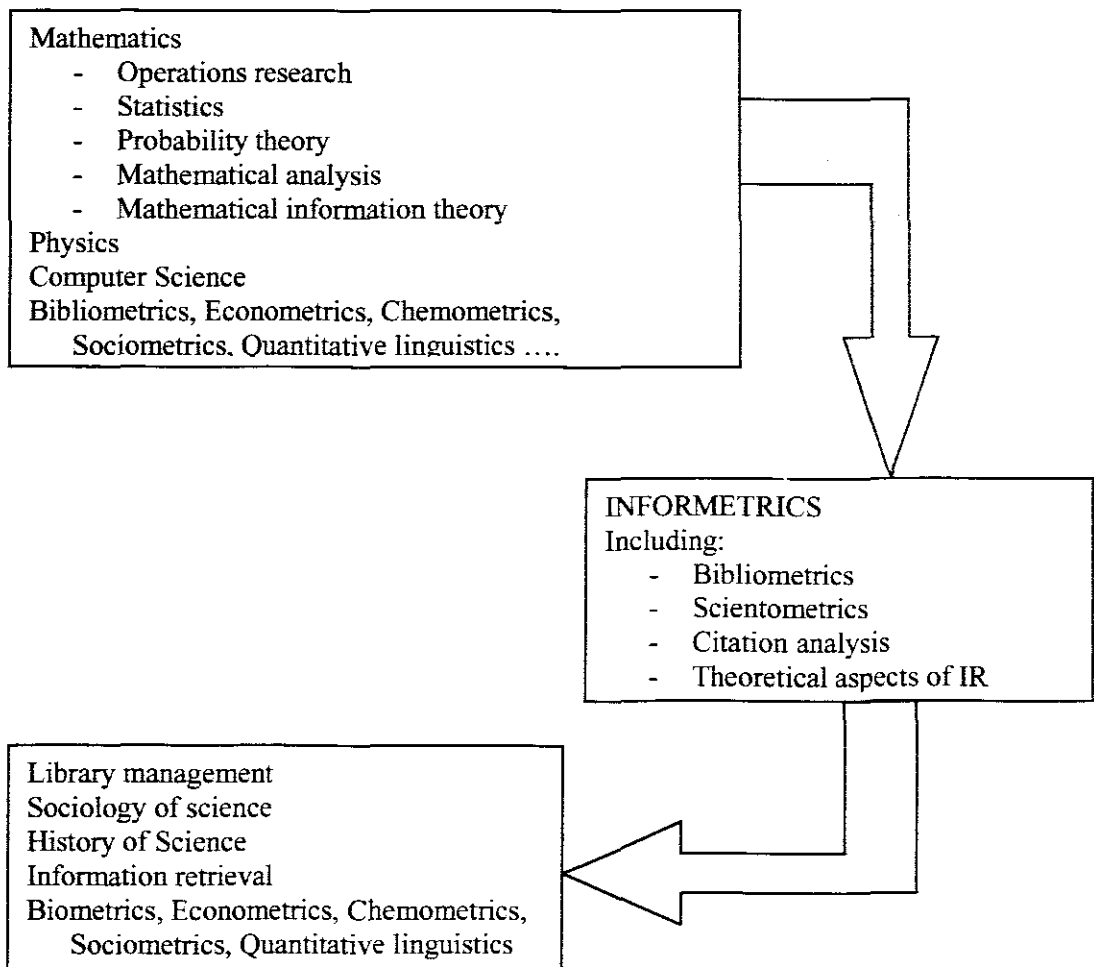 Mathematics
- Operations research
- Statistics
- Probability theory
- Mathematical analysis
- Mathematical information theory
Physics
Computer Science
Bibliometrics, Econometrics, Chemometrics,
Sociometrics, Quantitative linguistics ....
INFORMETRICS
Including:
- Bibliometrics
- Scientometrics
- Citation analysis
- Theoretical aspects of IR
Library management
Sociology of science
History of Science
Information retrieval
Biometrics, Econometrics, Chemometrics,
Sociometrics, Quantitative linguistics